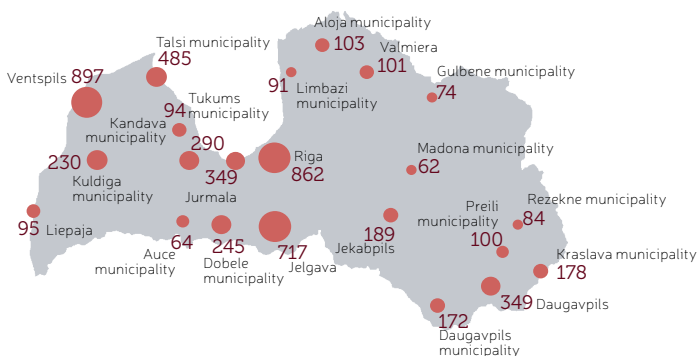 Aloja municipality
103
Talsi municipality
485
Valmiera
101
Ventspils 897
Gulbene municipality
74
91
Limbazi
municipality
Tukums
municipality
94
Kandava
municipality
290
349
Jurmala
Riga
862
230
Kuldiga
municipality
Madona municipality
62
Rezekne municipality
84
Preili
municipality
100
95 Liepaja
64
Auce
municipality
245
Dobele
municipality
717
Jelgava
189
Jekabpils
Kraslava municipality
178
349 Daugavpils
172
Daugavpils
municipality